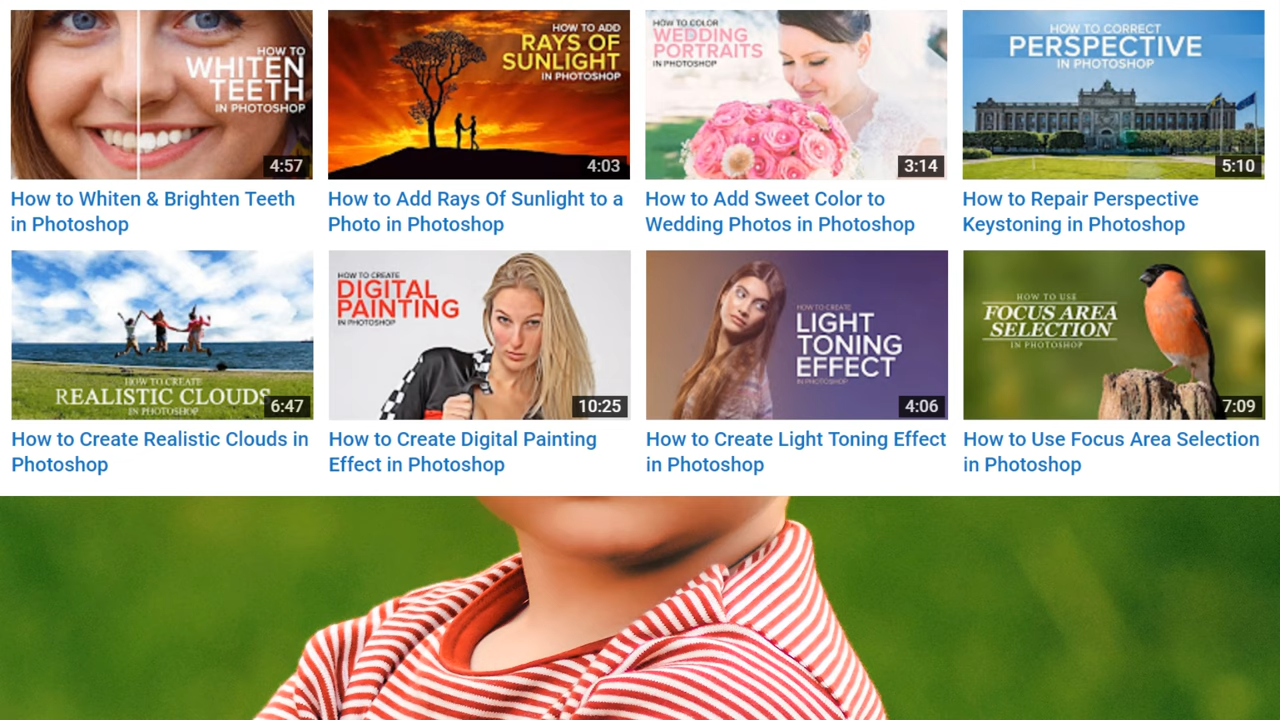 HOW TO
WHITEN
TEETH
IN PHOTOSHOP
4:57
HOW TO ADD
RAYS OF
SUNLIGHT
IN PHOTOSHOP
4:03
HOW TO COLOR
WEDDING
PORTRAITS
IN PHOTOSHOP
3:14
HOW TO CORRECT
PERSPECTIVE
IN PHOTOSHOP
5:10
How to Whiten & Brighten Teeth
in Photoshop
How to Add Rays Of Sunlight to a
Photo in Photoshop
How to Add Sweet Color to
Wedding Photos in Photoshop
How to Repair Perspective
Keystoning in Photoshop
HOW TO CREATE
REALISTIC CLOUDS
IN PHOTOSHOP
6:47
HOW TO CREATE
DIGITAL
PAINTING
IN PHOTOSHOP
10:25
HOW TO CREATE
LIGHT
TONING
EFFECT
IN PHOTOSHOP
4:06
HOW TO USE
FOCUS AREA
SELECTION
IN PHOTOSHOP
7:09
How to Create Realistic Clouds in
Photoshop
How to Create Digital Painting
Effect in Photoshop
How to Create Light Toning Effect
in Photoshop
How to Use Focus Area Selection
in Photoshop